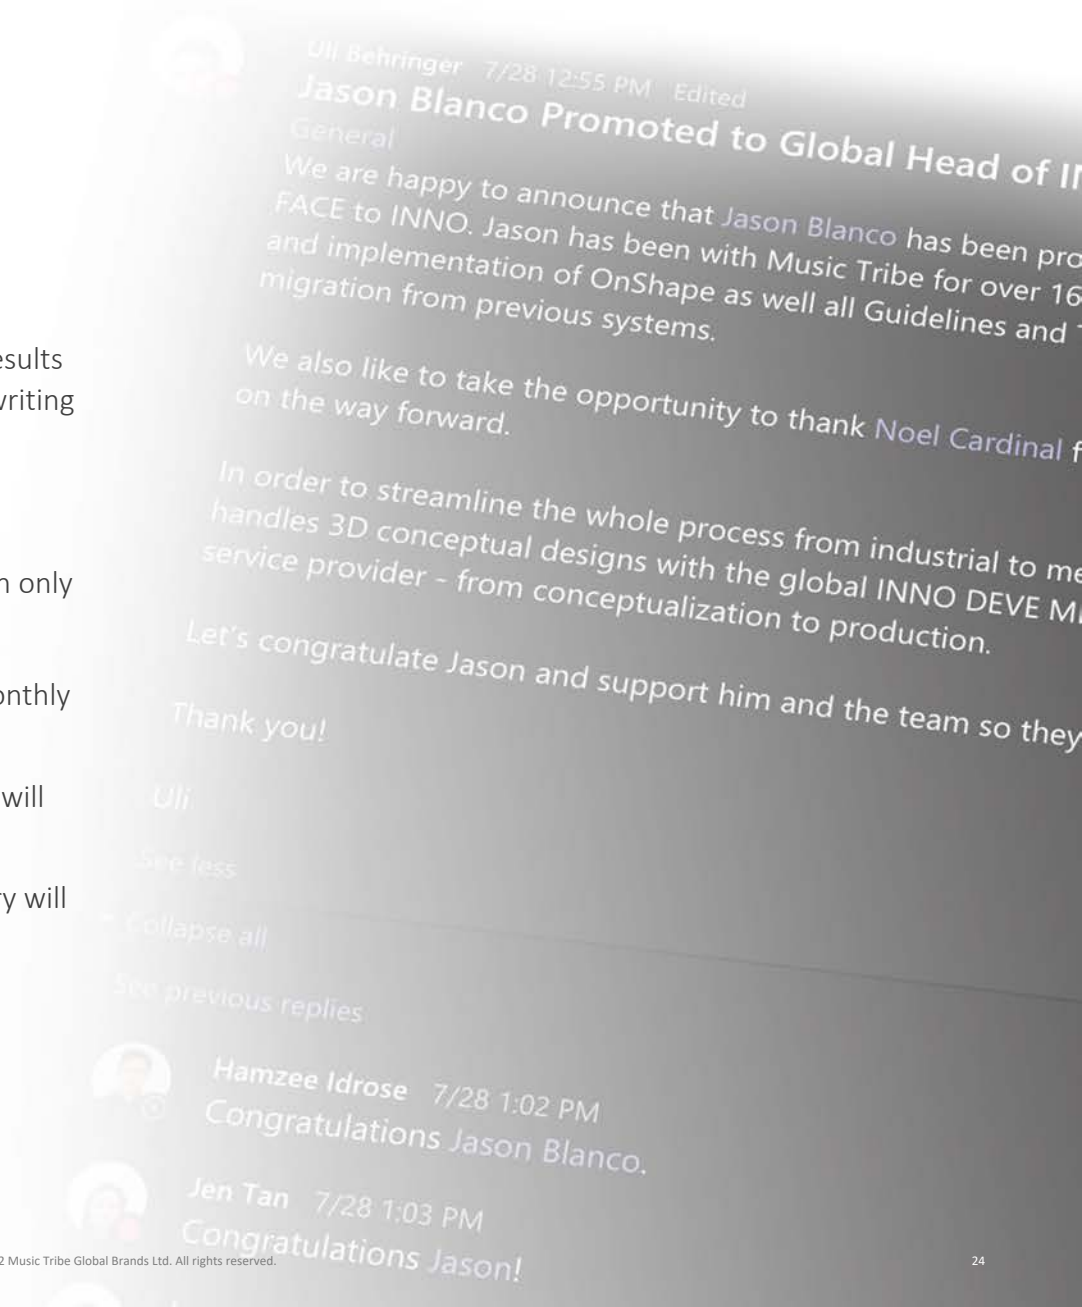 esults
writing
only
onthly
will
will
Uli Behringer 7/28 12:55 PM Edited
Jason Blanco Promoted to Global Head of
General
We are happy to announce that Jason Blanco has been pro
FACE to INNO. Jason has been with Music Tribe for over 16
and implementation of OnShape as well all Guidelines and
migration from previous systems.
We also like to take the opportunity to thank Noel Cardinal f
on the way forward.
In order to streamline the whole process from industrial to me
handles 3D conceptual designs with the global INNO DEVE
service provider - from conceptualization to production.
Let's congratulate Jason and support him and the team so they
Thank you!
Uli
See less
Collapse all
See previous replies
Hamzee Idrose 7/28 1:02 PM
Congratulations Jason Blanco.
Jen Tan 7/28 1:03 PM
Congratulations Jason!
2 Music Tribe Global Brands Ltd. All rights reserved.
24